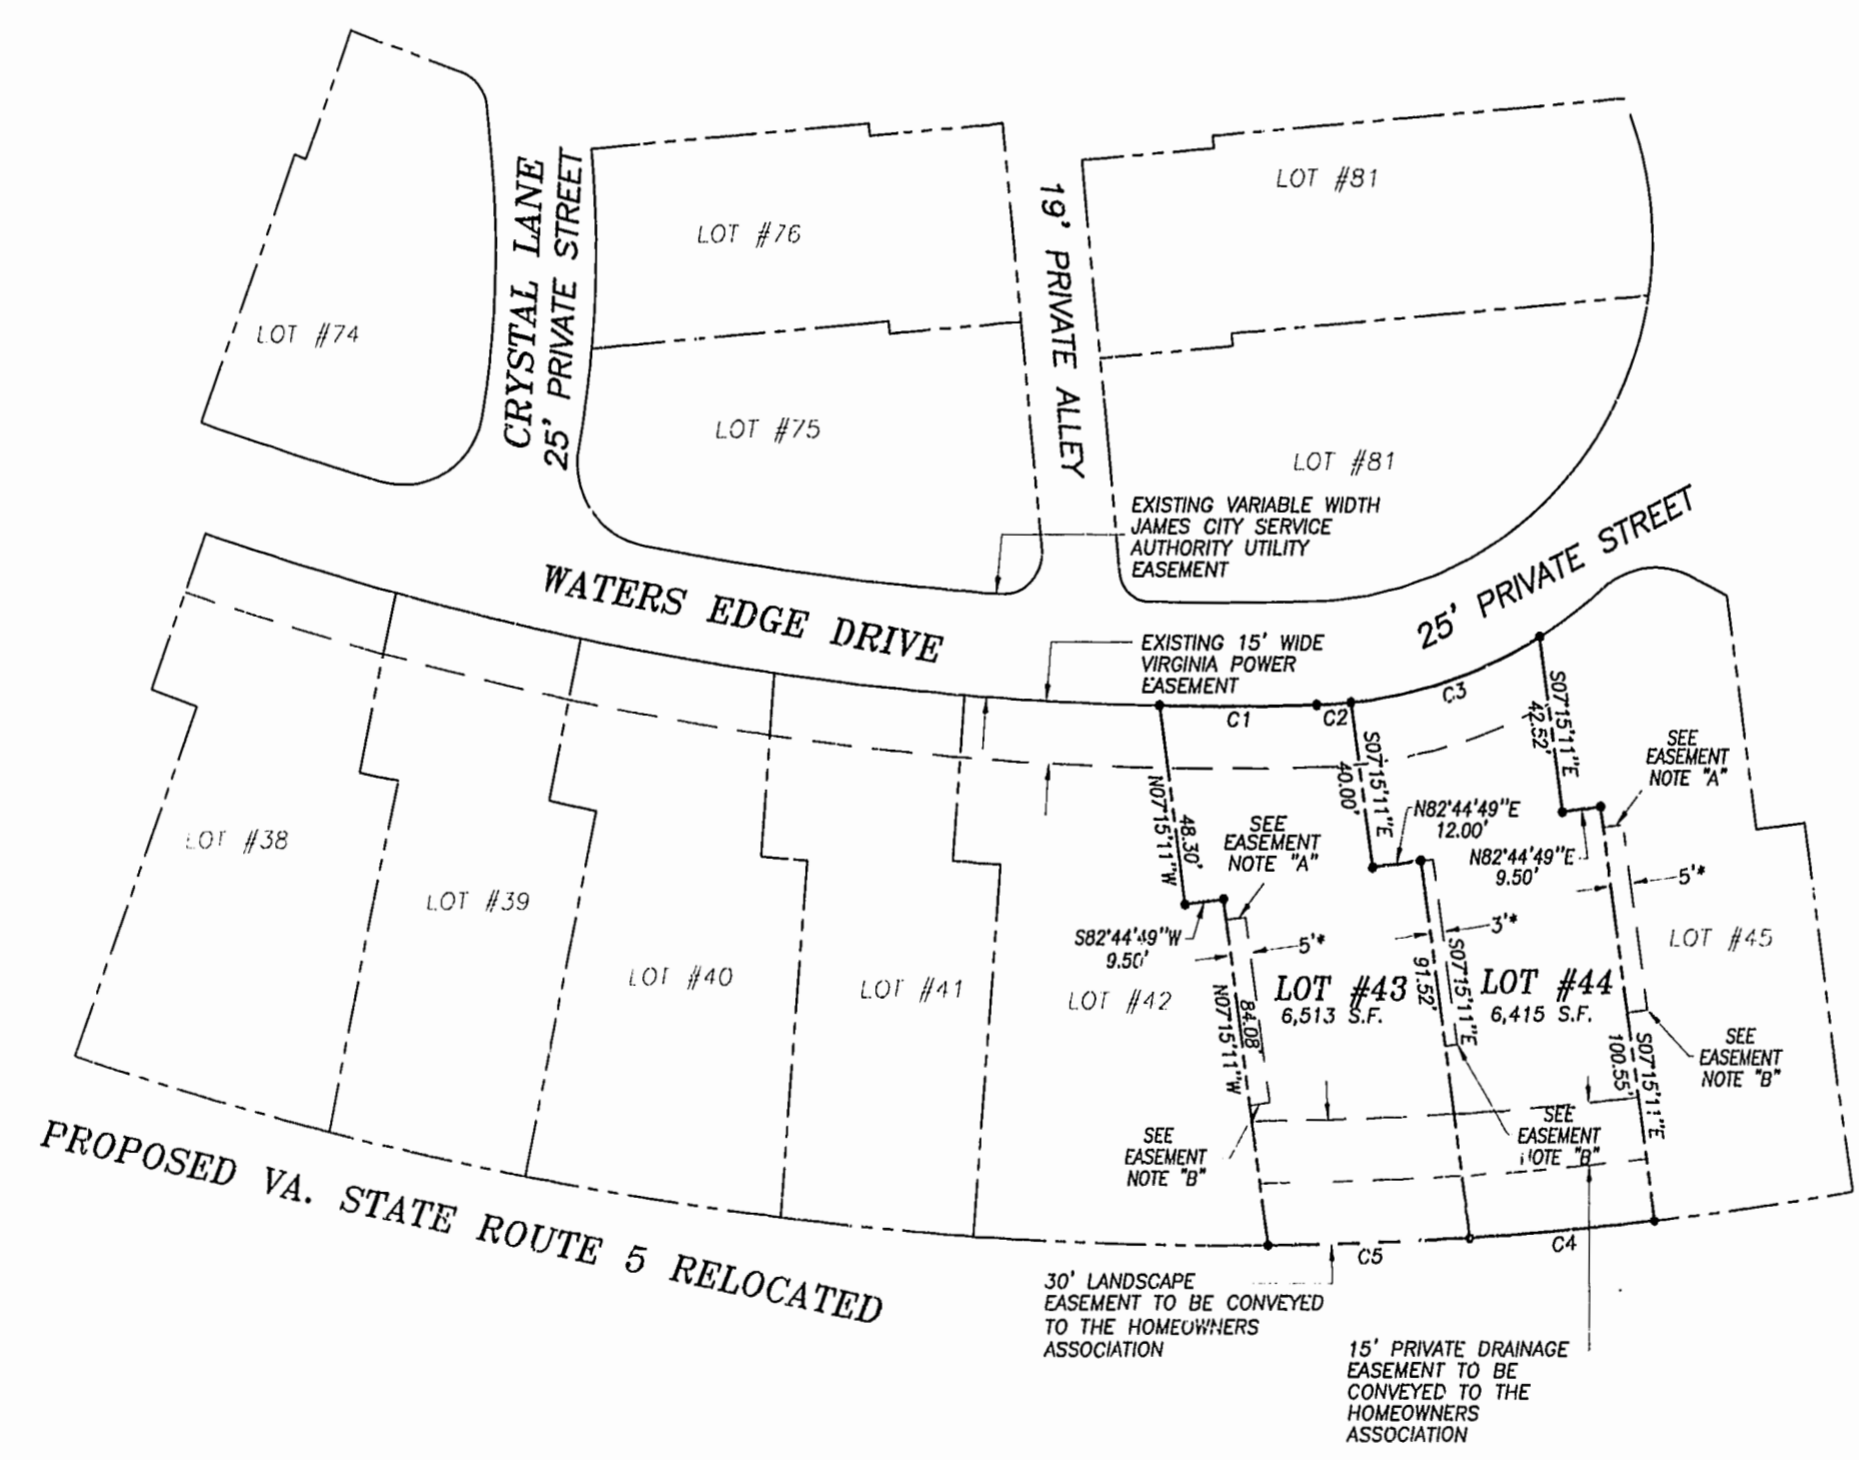 LOT #74
CRYSTAL LANE
25' PRIVATE STREET
LOT #76
LOT #75
19' PRIVATE ALLEY
LOT #81
LOT #81
EXISTING VARIABLE WIDTH
JAMES CITY SERVICE
AUTHORITY UTILITY
EASEMENT
WATERS EDGE DRIVE
25' PRIVATE STREET
EXISTING 15' WIDE
VIRGINIA POWER
EASEMENT
C1
C2
C3
LOT #38
LOT #39
LOT #40
LOT #41
LOT #42
N07°15'11"W
48.30'
S82°44'49"W
9.50'
SEE
EASEMENT
NOTE "A"
5'*
N07°15'11"W
84.08'
LOT #43
6,513 S.F.
S07°15'11"E
40.00'
N82°44'49"E
12.00'
3'*
S07°15'11"E
91.52'
LOT #44
6,415 S.F.
S07°15'11"E
42.52'
N82°44'49"E
9.50'
SEE
EASEMENT
NOTE "A"
5'*
LOT #45
S07°15'11"E
100.55'
SEE
EASEMENT
NOTE "B"
SEE
EASEMENT
NOTE "B"
SEE
EASEMENT
NOTE "B"
C5
C4
PROPOSED VA. STATE ROUTE 5 RELOCATED
30' LANDSCAPE
EASEMENT TO BE CONVEYED
TO THE HOMEOWNERS
ASSOCIATION
15' PRIVATE DRAINAGE
EASEMENT TO BE
CONVEYED TO THE
HOMEOWNERS
ASSOCIATION